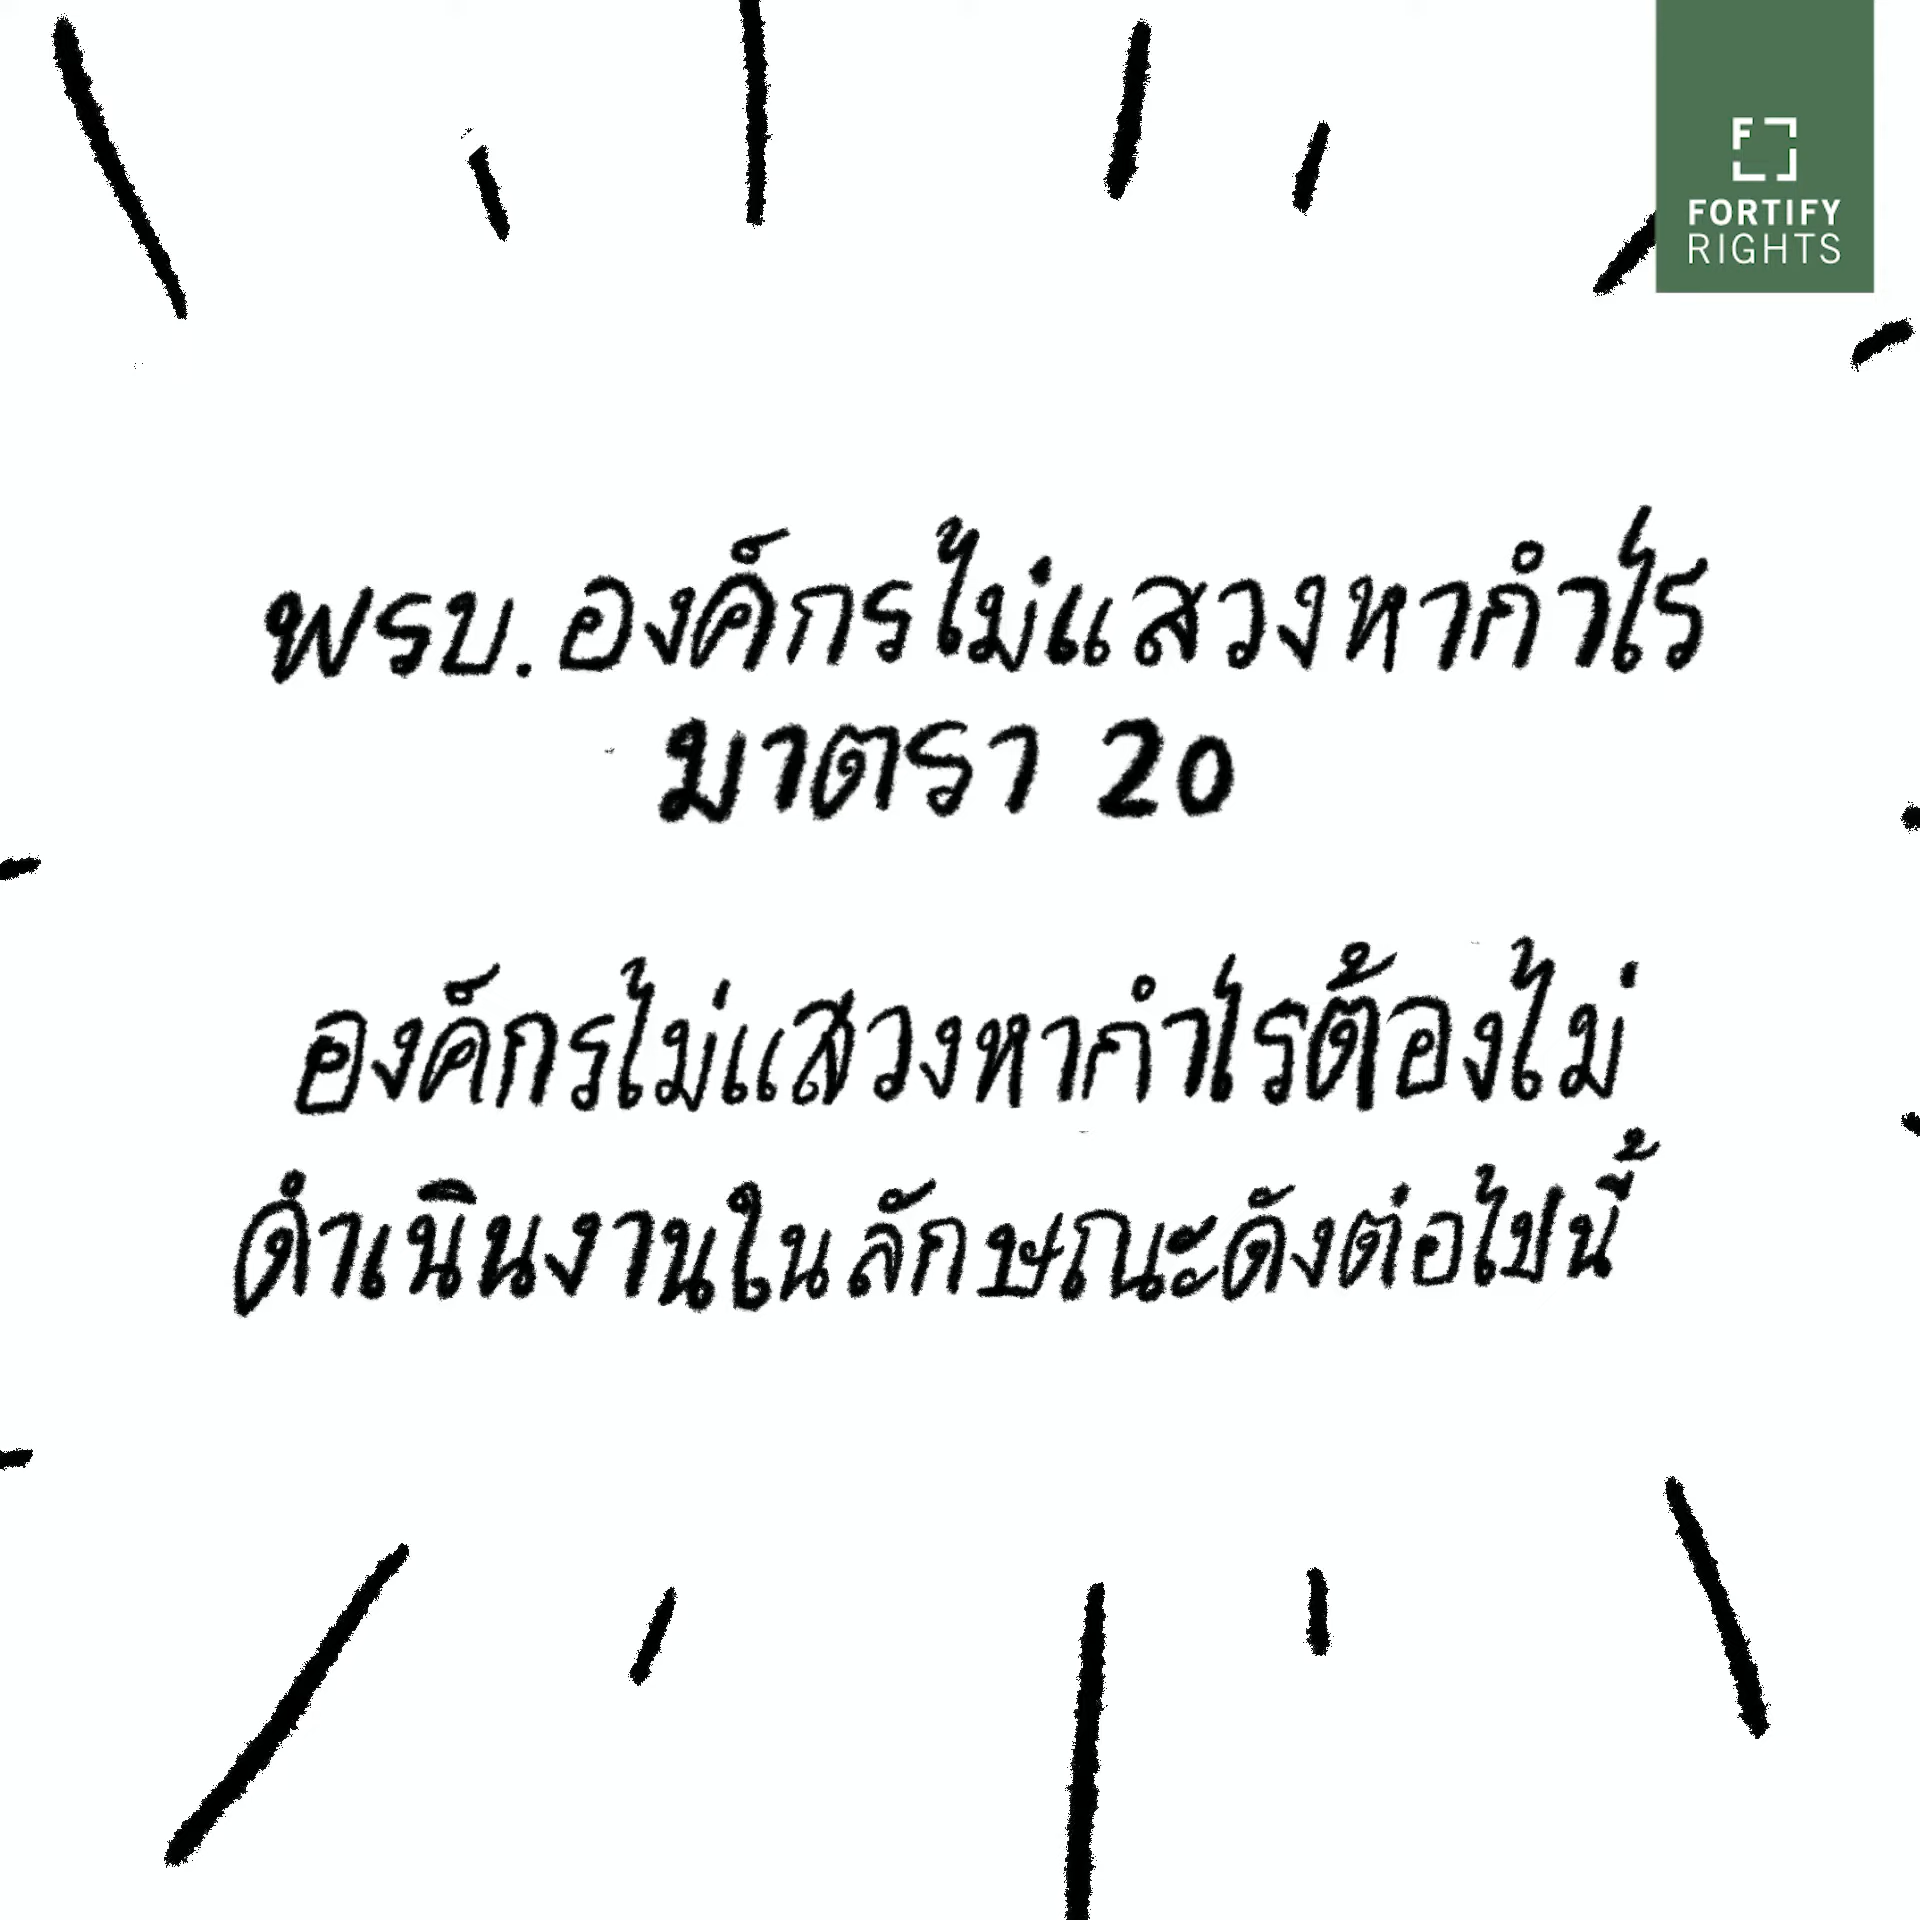 FORTIFY
RIGHTS
พรบ.องค์กรไม่แสวงหากำไร
มาตรา 20
องค์กรไม่แสวงหากำไรต้องไม่
ดำเนินงานในลักษณะดังต่อไปนี้